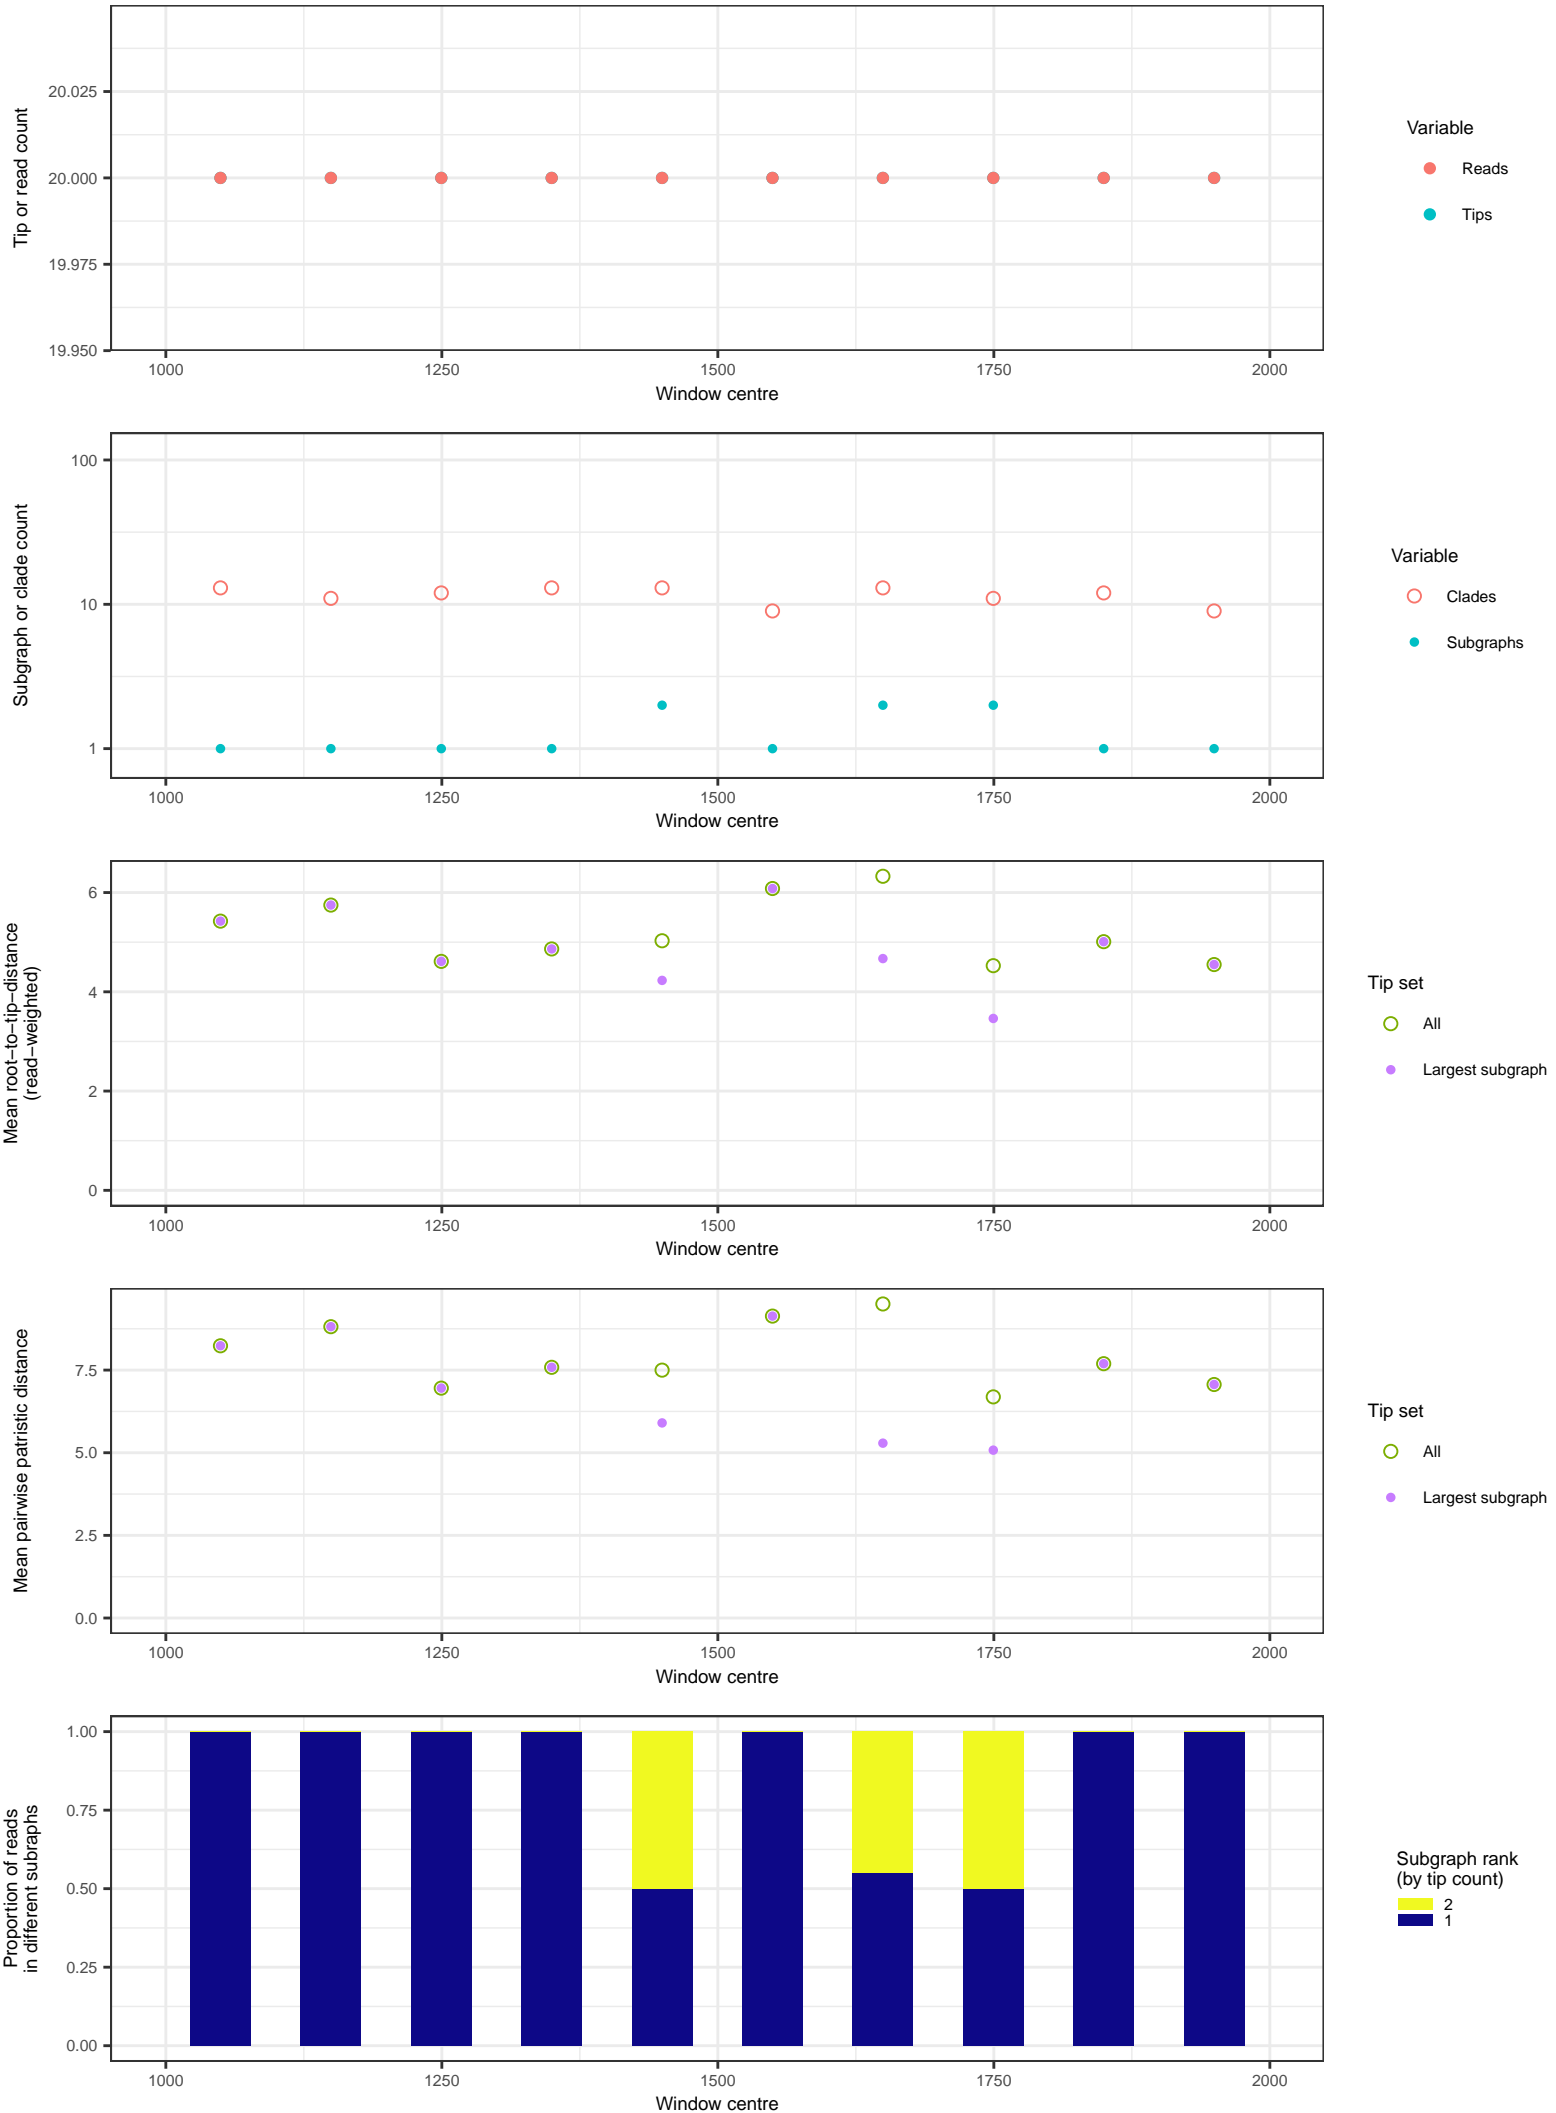 Tip or read count
20.025
20.000
19.975
19.950
1000 1250 1500 1750 2000
Window centre
Variable
Reads
Tips
Subgraph or clade count
100
10
1
1000 1250 1500 1750 2000
Window centre
Variable
Clades
Subgraphs
Mean root−to−tip−distance
(read−weighted)
6
4
2
0
1000 1250 1500 1750 2000
Window centre
Tip set
All
Largest subgraph
Mean pairwise patristic distance
7.5
5.0
2.5
0.0
1000 1250 1500 1750 2000
Window centre
Tip set
All
Largest subgraph
Proportion of reads
in different subraphs
1.00
0.75
0.50
0.25
0.00
1000 1250 1500 1750 2000
Window centre
Subgraph rank
(by tip count)
2
1